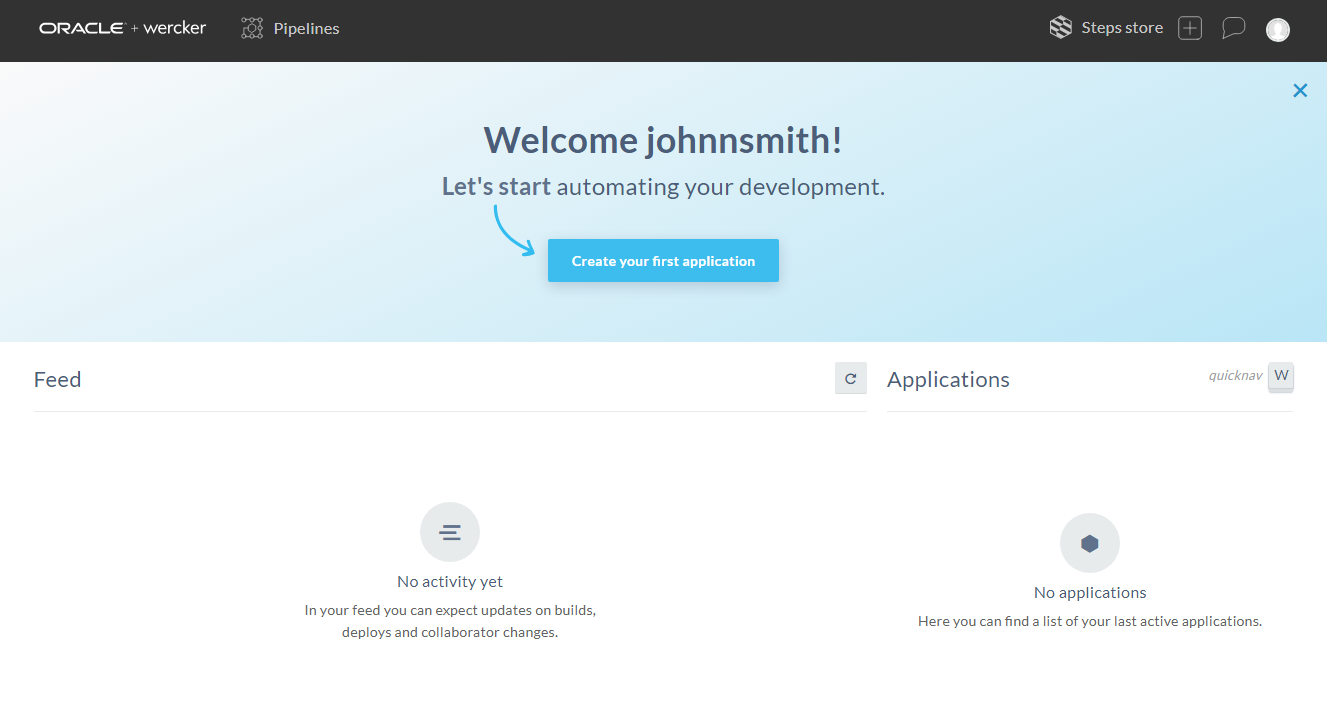 ORACLE + wercker
Pipelines
Steps store
Welcome johnnsmith!
Let's start automating your development.
Create your first application
Feed
Applications
quicknav W
No activity yet
In your feed you can expect updates on builds,
deploys and collaborator changes.
No applications
Here you can find a list of your last active applications.